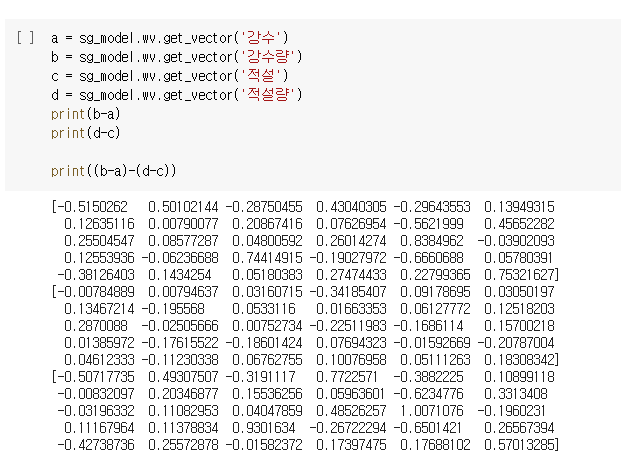 [ ] a = sg_model.wv.get_vector('강수')
b = sg_model.wv.get_vector('강수량')
c = sg_model.wv.get_vector('적설')
d = sg_model.wv.get_vector('적설량')
print(b-a)
print(d-c)
print((b-a)-(d-c))
[-0.5150262 0.50102144 -0.28750455 0.43040305 -0.29643553 0.13949315
0.12635116 0.00790077 0.20867416 0.07626954 -0.5621999 0.45652282
0.25504547 0.08577287 0.04800592 0.26014274 0.8384962 -0.03902093
0.12553936 -0.06236688 0.74414915 -0.19027972 -0.6660688 0.05780391
-0.38126403 0.1434254 0.05180383 0.27474433 0.22799365 0.75321627]
[-0.00784889 0.00794637 0.03160715 -0.34185407 0.09178695 0.03050197
0.13467214 -0.195568 0.0533116 0.01663353 0.06127772 0.12518203
0.2870088 -0.02505666 0.00752734 -0.22511983 -0.1686114 0.15700218
0.01385972 -0.17615522 -0.18601424 0.07694323 -0.01592669 -0.20787004
0.04612333 -0.11230338 0.06762755 0.10076958 0.05111263 0.18308342]
[-0.50717735 0.49307507 -0.3191117 0.7722571 -0.3882225 0.10899118
-0.00832097 0.20346877 0.15536256 0.05963601 -0.6234776 0.3313408
-0.03196332 0.11082953 0.04047859 0.48526257 1.0071076 -0.1960231
0.11167964 0.11378834 0.9301634 -0.26722294 -0.6501421 0.26567394
-0.42738736 0.25572878 -0.01582372 0.17397475 0.17688102 0.57013285]